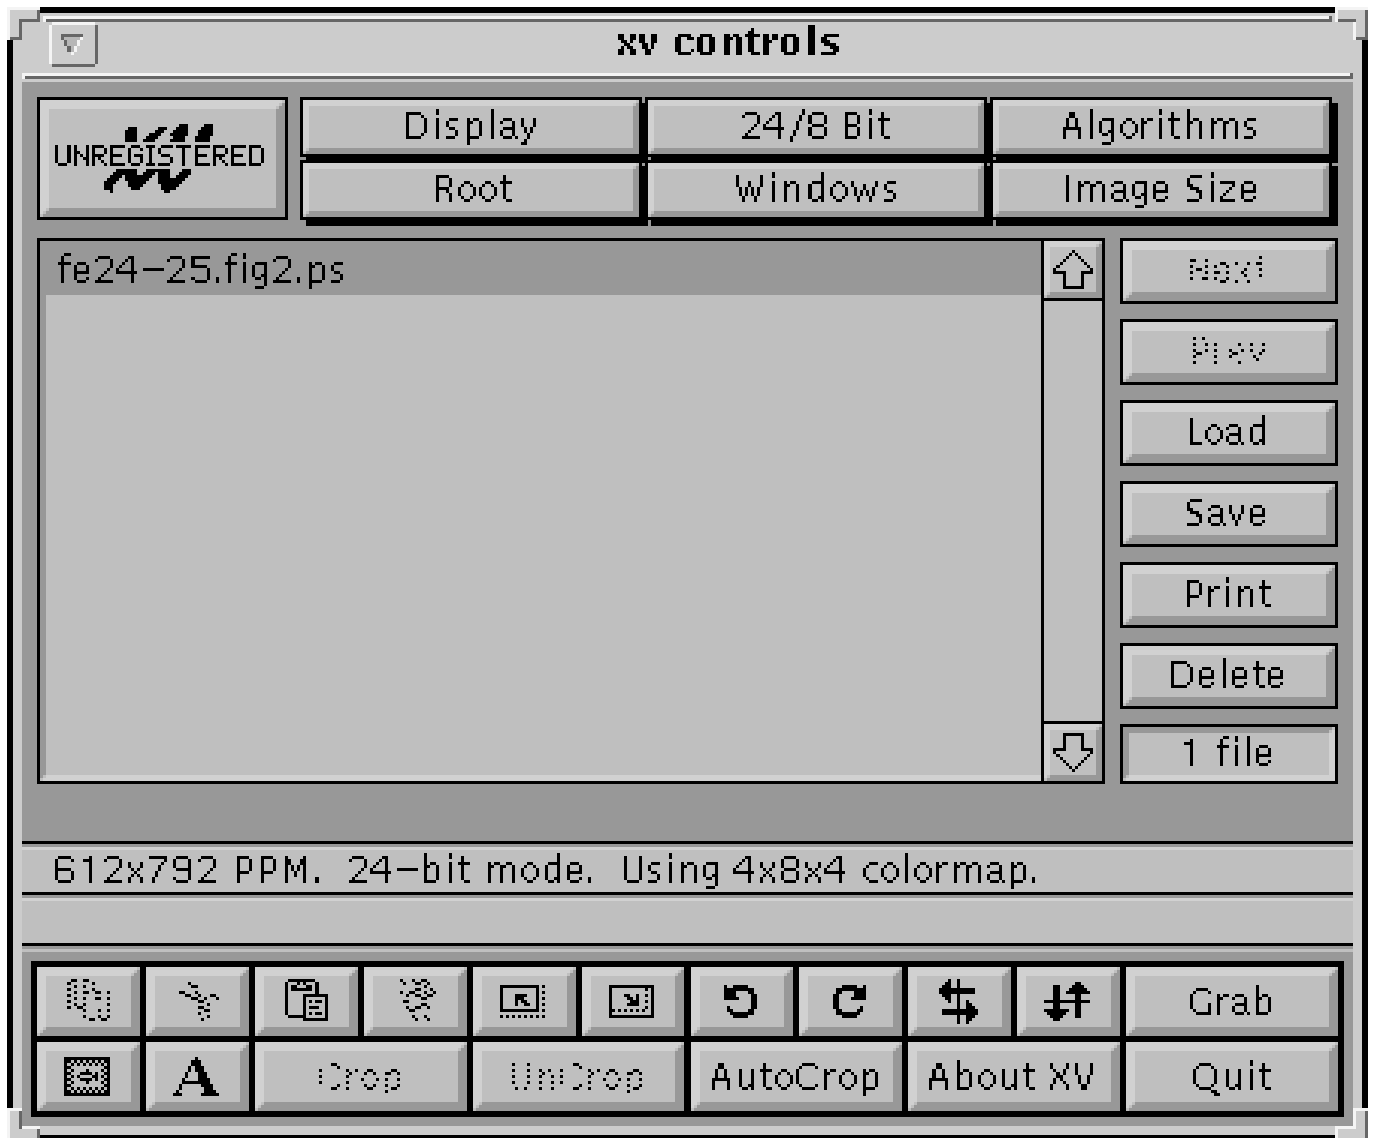 xv controls
UNREGISTERED
Display 24/8 Bit Algorithms
Root Windows Image Size
fe24-25.fig2.ps
Next
Prev
Load
Save
Print
Delete
1 file
612x792 PPM. 24-bit mode. Using 4x8x4 colormap.
Grab
A Crop UnCrop AutoCrop About XV Quit